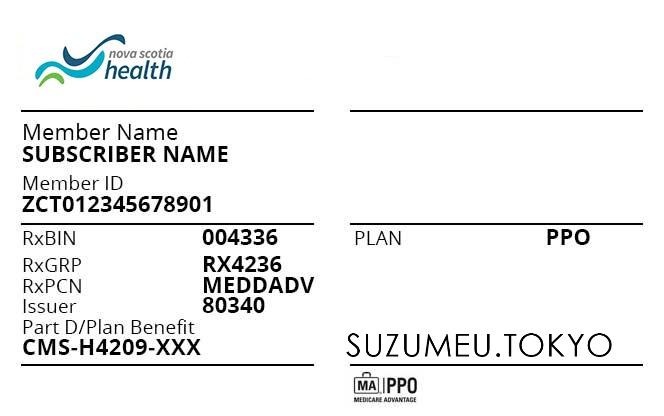 nova scotia
health
Member Name
SUBSCRIBER NAME
Member ID
ZCT012345678901
RxBIN 004336
RxGRP RX4236
RxPCN MEDDADV
Issuer 80340
Part D/Plan Benefit
CMS-H4209-XXX
PLAN PPO
SUZUMEU.TOKYO
MA PPO
MEDICARE ADVANTAGE